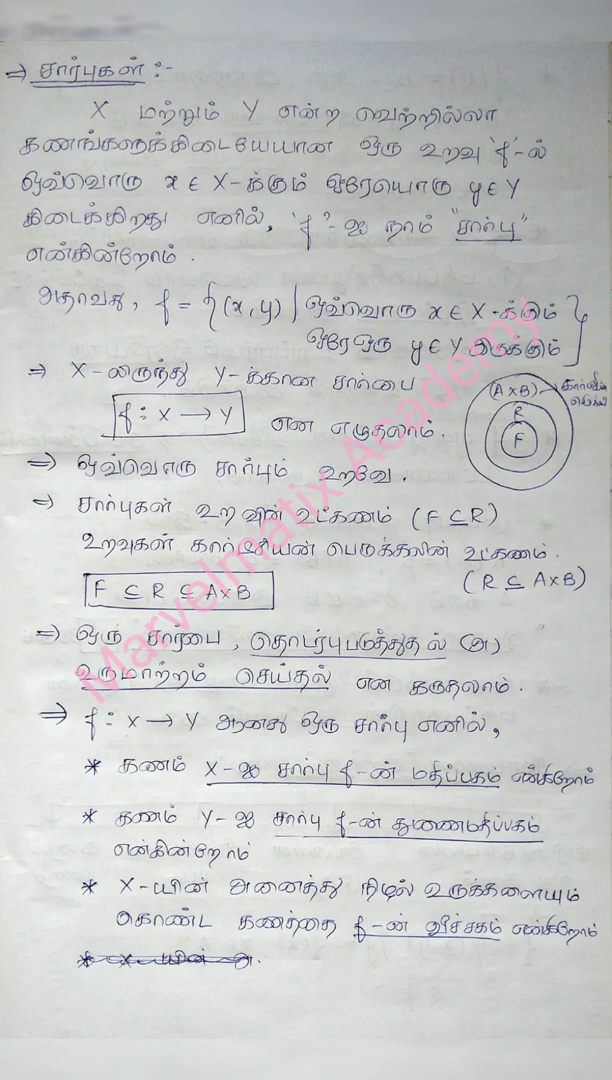 ⇒ சார்புகள் :-
X மற்றும் Y என்ற வெற்றில்லா
கணங்களுக்கிடையேயான ஒரு உறவு 'f'-ல்
ஒவ்வொரு x ∈ X-க்கும் ஒரேயொரு y ∈ Y
கிடைக்கிறது எனில், 'f'-ஐ நாம் "சார்பு"
என்கின்றோம்.
அதாவது, f = {(x, y) | ஒவ்வொரு x ∈ X-க்கும்
ஒரே ஒரு y ∈ Y இருக்கும்}
⇒ X-லிருந்து Y-க்கான சார்பை
f : X → Y என எழுதலாம்.
(A×B)
R
F
⇒ ஒவ்வொரு சார்பும் உறவே.
⇒ சார்புகள் உறவின் உட்கணம் (F ⊆ R)
உறவுகள் கார்டீசியன் பெருக்கலின் உட்கணம்.
(R ⊆ A×B)
F ⊆ R ⊆ A×B
⇒ ஒரு சார்பை, தொடர்புபடுத்துதல் (அ)
உருமாற்றம் செய்தல் என கருதலாம்.
⇒ f : X → Y ஆனது ஒரு சார்பு எனில்,
* கணம் X-ஐ சார்பு f-ன் மதிப்பகம் என்கிறோம்
* கணம் Y-ஐ சார்பு f-ன் துணைமதிப்பகம்
என்கின்றோம்
* X-யின் அனைத்து நிழல் உருக்களையும்
கொண்ட கணத்தை f-ன் வீச்சகம் என்கிறோம்
Marvelmatix Academy